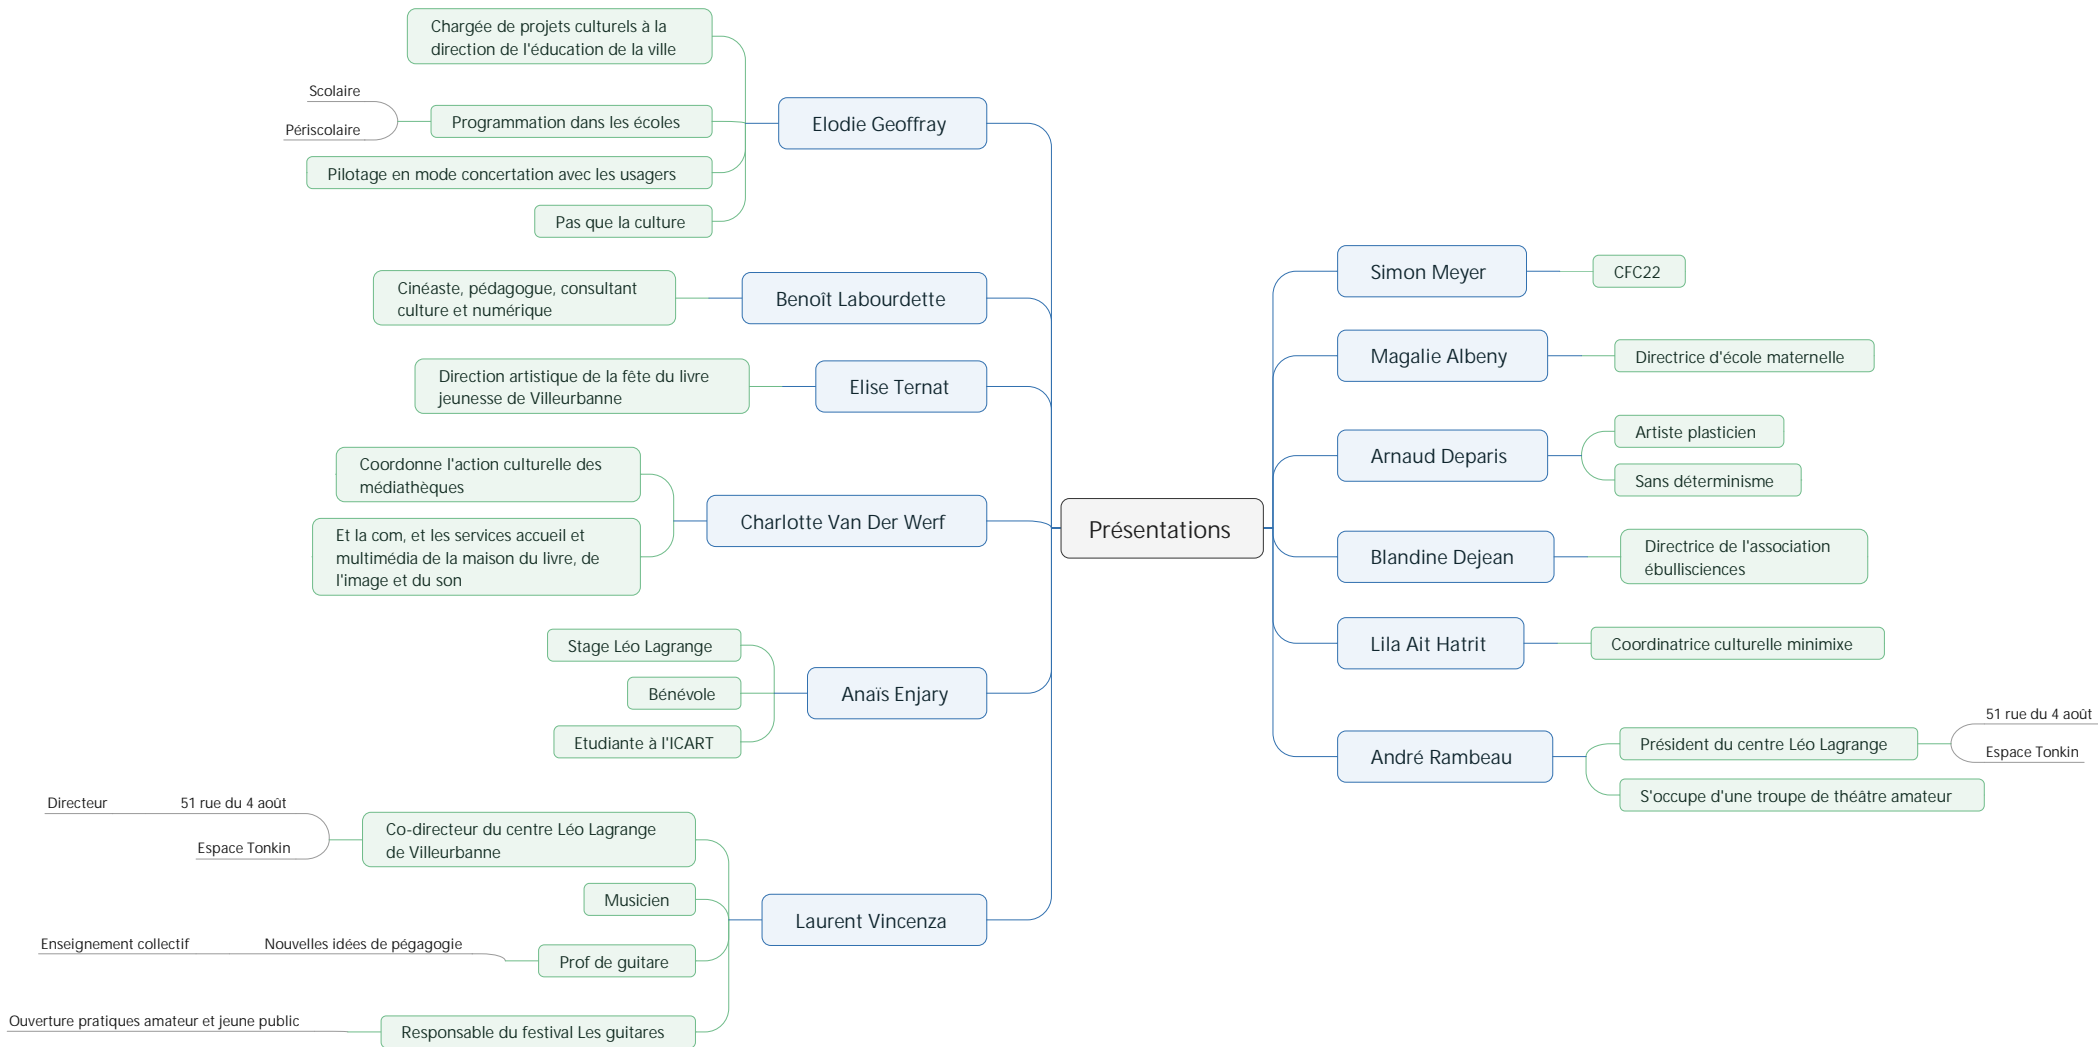 Présentations
Elodie Geoffray
Chargée de projets culturels à la
direction de l'éducation de la ville
Programmation dans les écoles
Scolaire
Périscolaire
Pilotage en mode concertation avec les usagers
Pas que la culture
Benoît Labourdette
Cinéaste, pédagogue, consultant
culture et numérique
Elise Ternat
Direction artistique de la fête du livre
jeunesse de Villeurbanne
Charlotte Van Der Werf
Coordonne l'action culturelle des
médiathèques
Et la com, et les services accueil et
multimédia de la maison du livre, de
l'image et du son
Anaïs Enjary
Stage Léo Lagrange
Bénévole
Etudiante à l'ICART
Laurent Vincenza
Co-directeur du centre Léo Lagrange
de Villeurbanne
51 rue du 4 août
Directeur
Espace Tonkin
Musicien
Prof de guitare
Nouvelles idées de pégagogie
Enseignement collectif
Responsable du festival Les guitares
Ouverture pratiques amateur et jeune public
Simon Meyer
CFC22
Magalie Albeny
Directrice d'école maternelle
Arnaud Deparis
Artiste plasticien
Sans déterminisme
Blandine Dejean
Directrice de l'association
ébullisciences
Lila Ait Hatrit
Coordinatrice culturelle minimixe
André Rambeau
Président du centre Léo Lagrange
51 rue du 4 août
Espace Tonkin
S'occupe d'une troupe de théâtre amateur